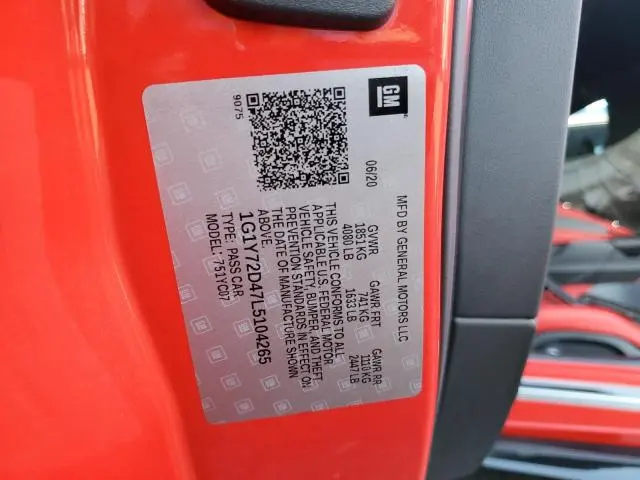 GM
MFD BY GENERAL MOTORS LLC
06/20
GVWR
1851 KG
4080 LB
GAWR FRT
741 KG
1633 LB
GAWR RR
1110 KG
2447 LB
THIS VEHICLE CONFORMS TO ALL
APPLICABLE U.S. FEDERAL MOTOR
VEHICLE SAFETY, BUMPER, AND THEFT
PREVENTION STANDARDS IN EFFECT ON
THE DATE OF MANUFACTURE SHOWN
ABOVE.
1G1Y72D47L5104265
TYPE: PASS CAR
MODEL: 751YC07
9075